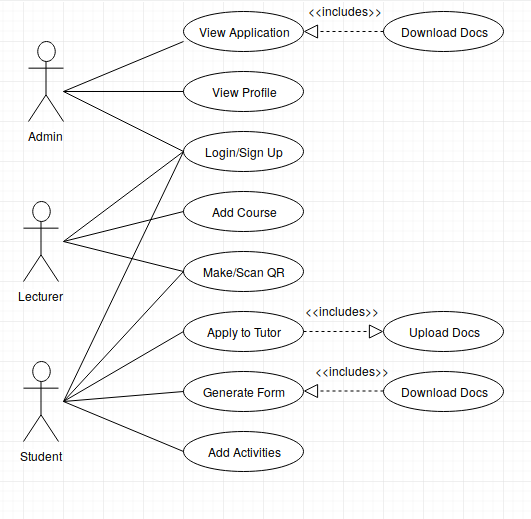 <<includes>>
View Application
Download Docs
View Profile
Admin
Login/Sign Up
Add Course
Make/Scan QR
Lecturer
<<includes>>
Apply to Tutor
Upload Docs
<<includes>>
Generate Form
Download Docs
Add Activities
Student